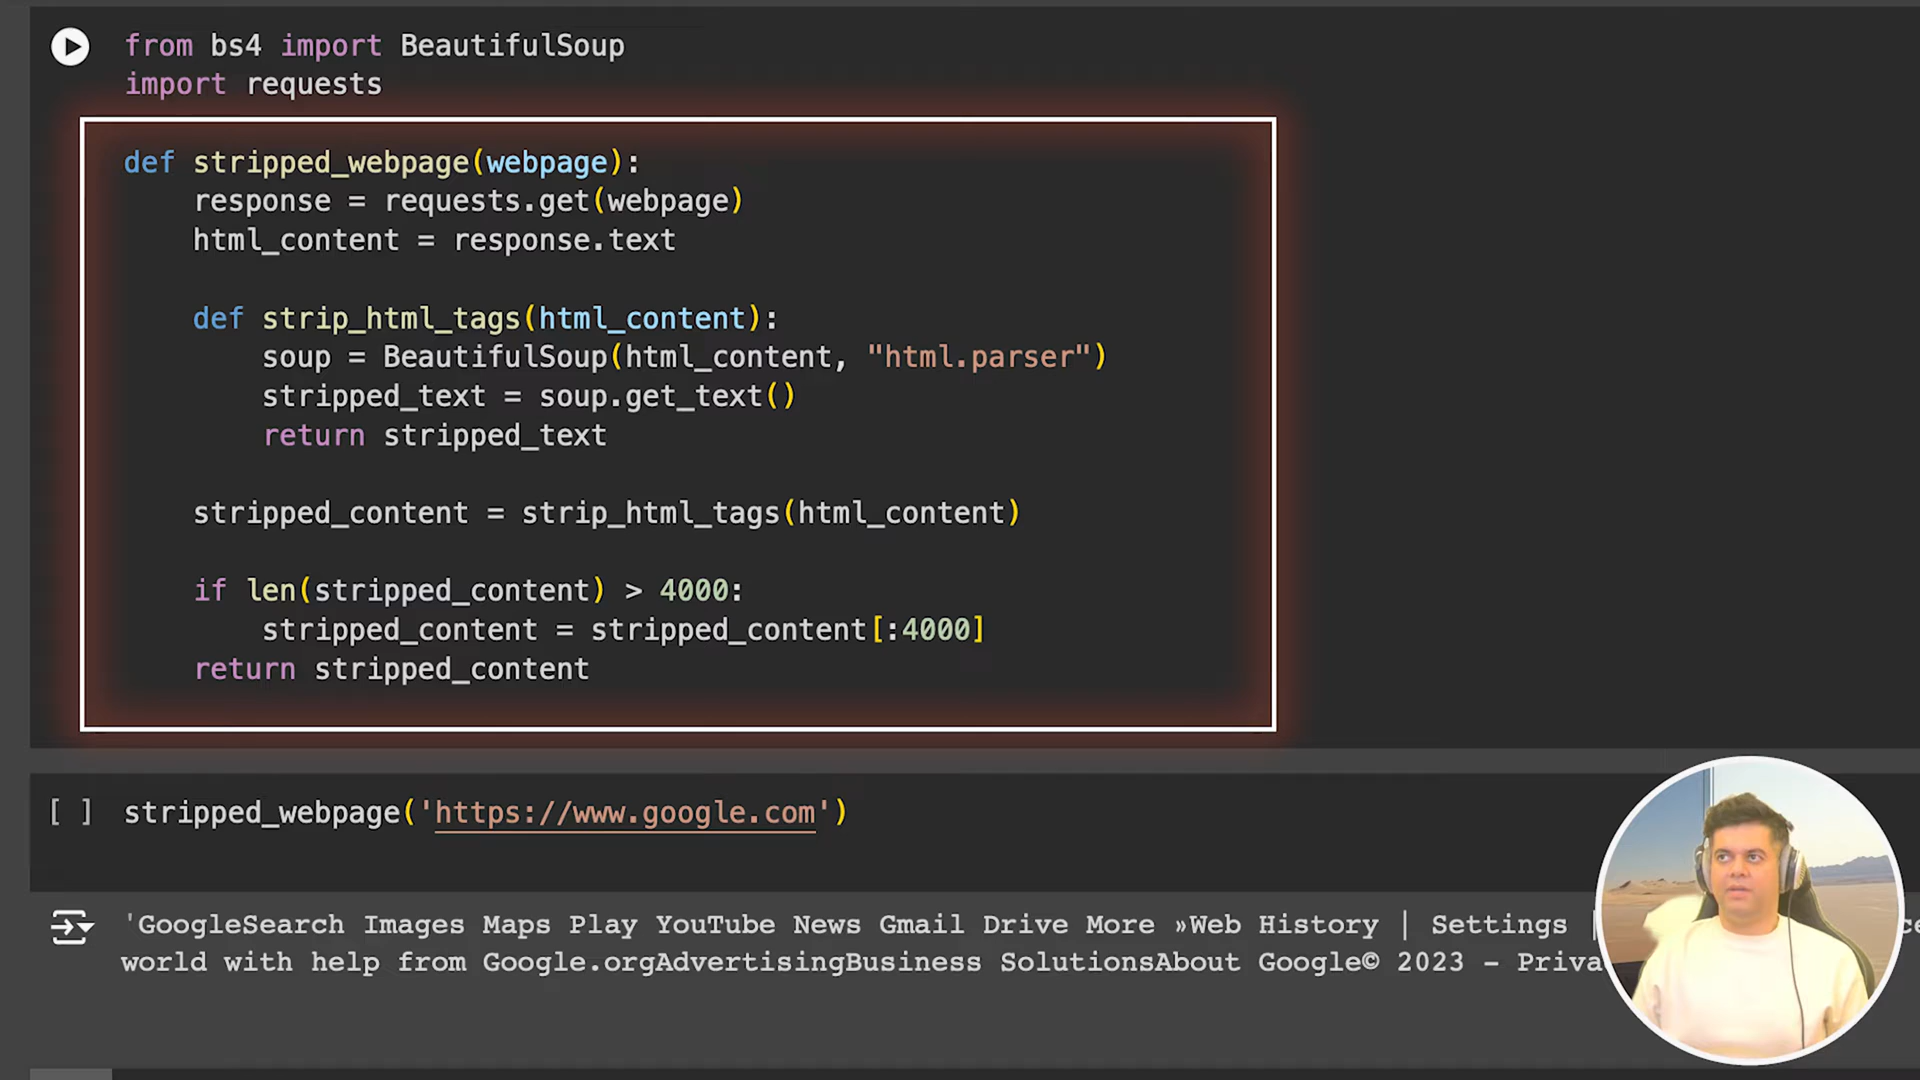 from bs4 import BeautifulSoup
import requests
def stripped_webpage(webpage):
    response = requests.get(webpage)
    html_content = response.text
    def strip_html_tags(html_content):
        soup = BeautifulSoup(html_content, "html.parser")
        stripped_text = soup.get_text()
        return stripped_text
    stripped_content = strip_html_tags(html_content)
    if len(stripped_content) > 4000:
        stripped_content = stripped_content[:4000]
    return stripped_content
[ ] stripped_webpage('https://www.google.com')
'GoogleSearch Images Maps Play YouTube News Gmail Drive More »Web History | Settings |
world with help from Google.orgAdvertisingBusiness SolutionsAbout Google© 2023 -